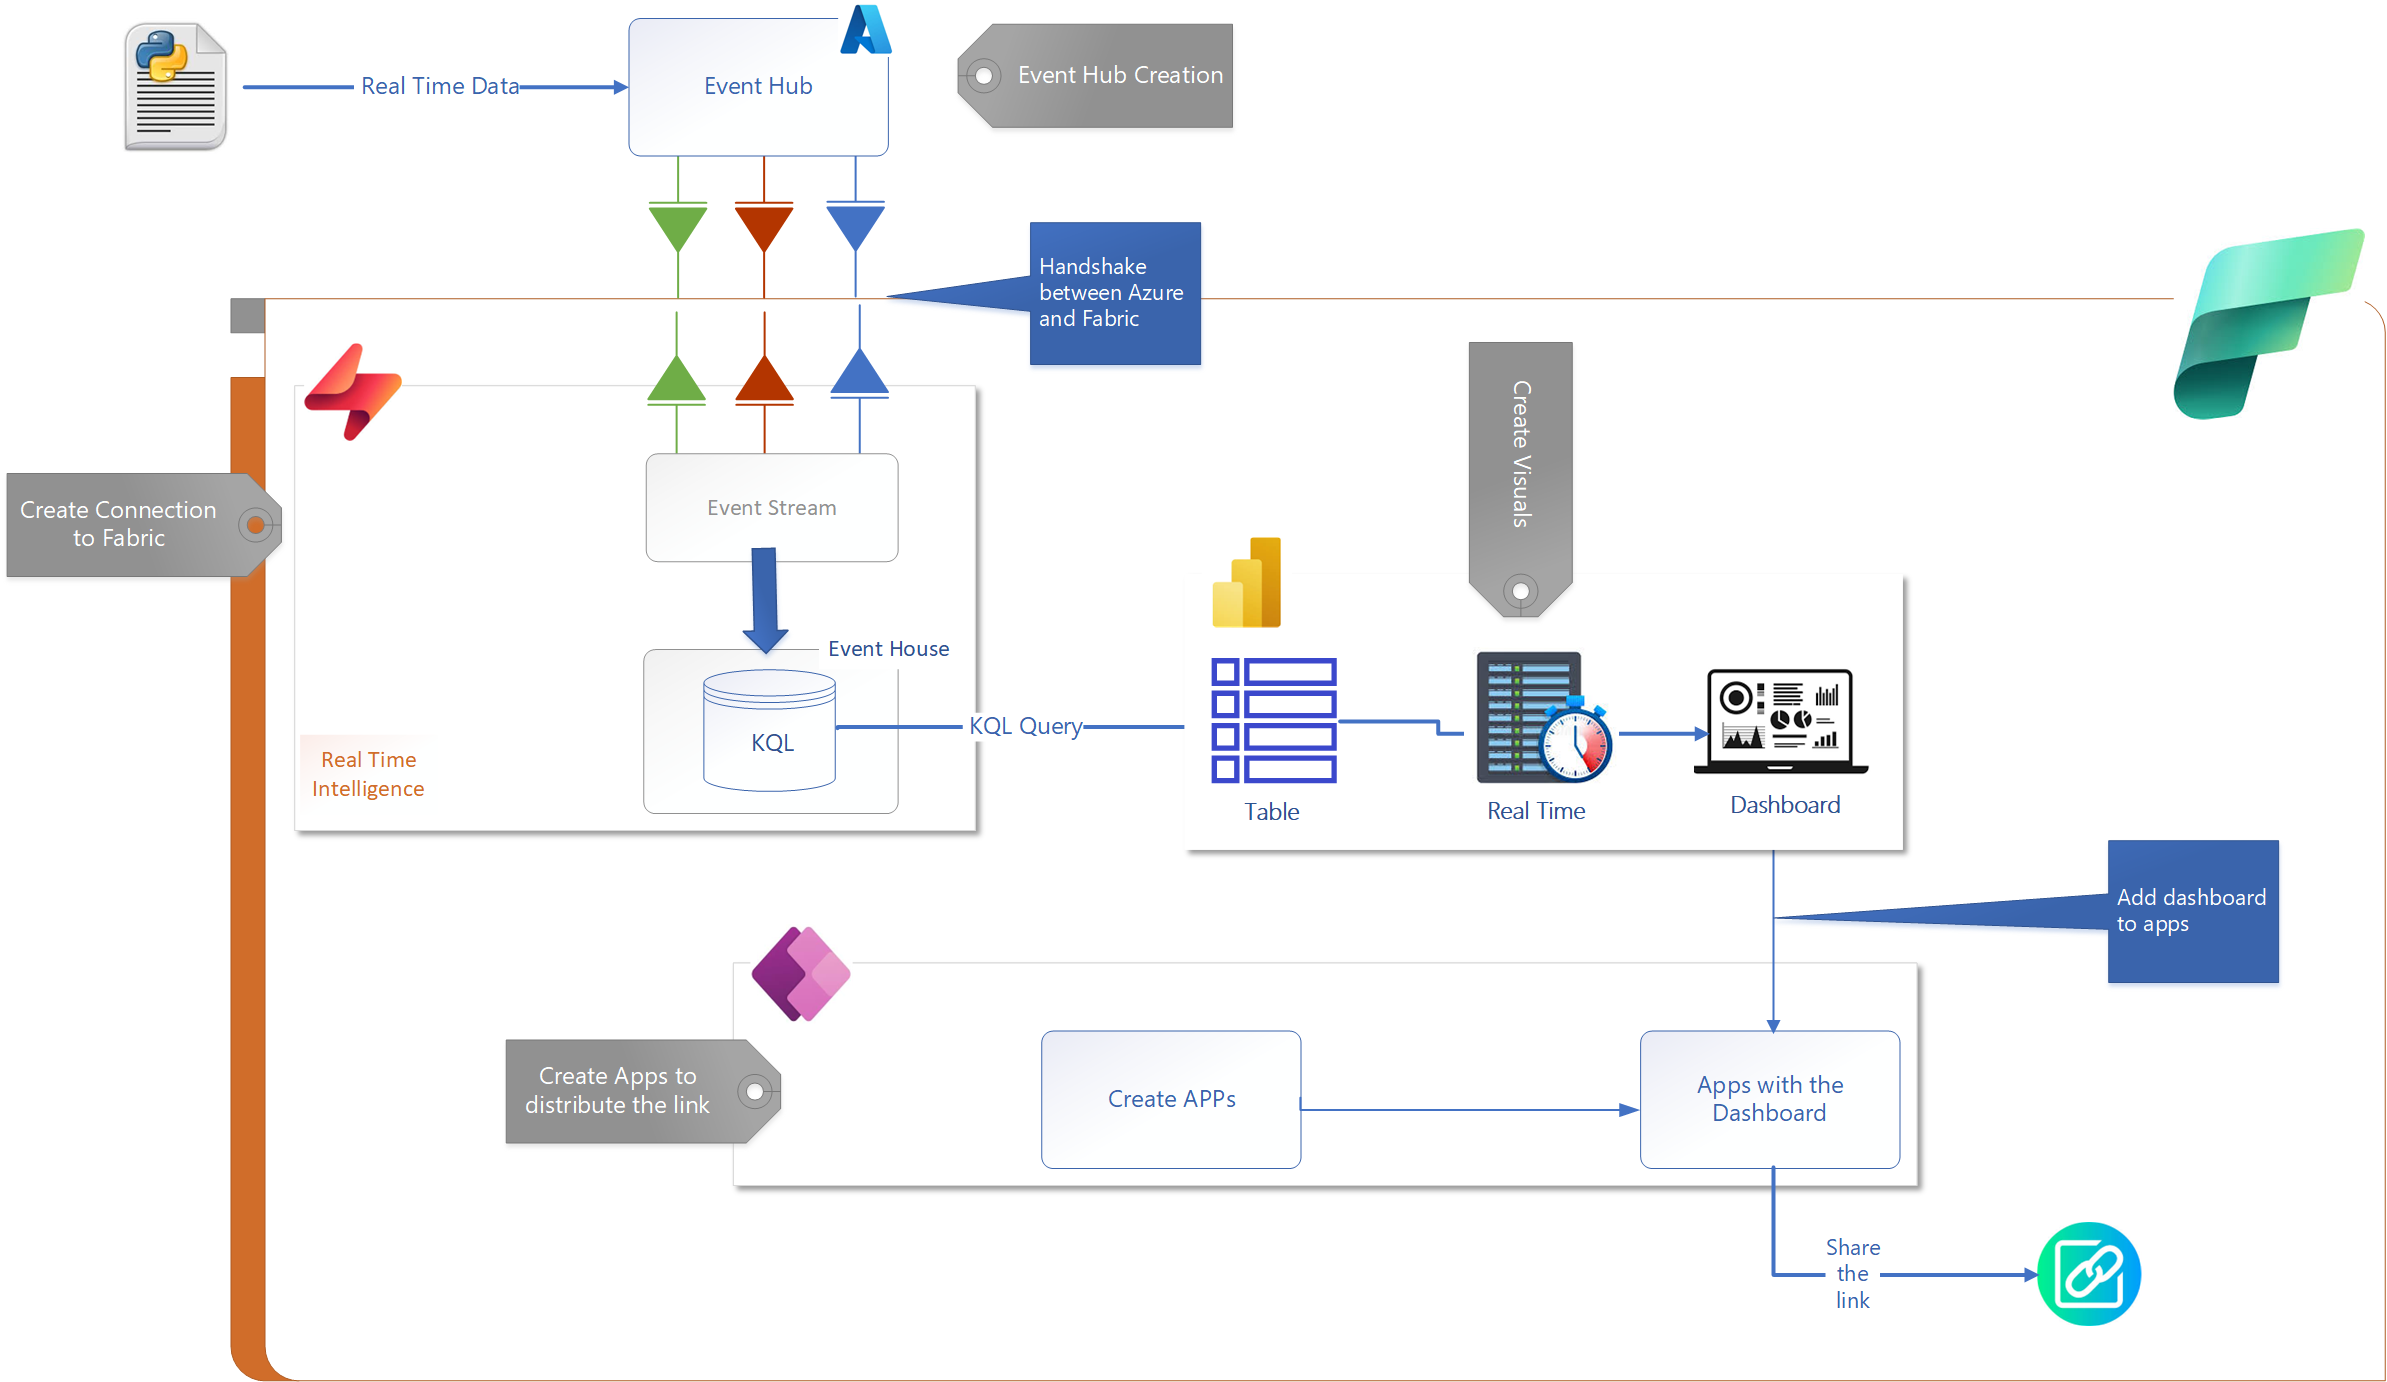 Real Time Data
Event Hub
Event Hub Creation
Handshake
between Azure
and Fabric
Create Visuals
Create Connection
to Fabric
Event Stream
Event House
KQL
KQL Query
Real Time
Intelligence
Table
Real Time
Dashboard
Add dashboard
to apps
Create Apps to
distribute the link
Create APPs
Apps with the
Dashboard
Share
the
link